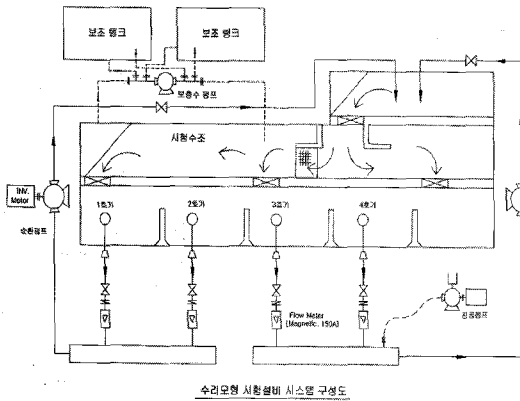 보조 탱크
보조 탱크
보충수 펌프
시험수조
INV.
Motor
순환펌프
1호기
2호기
3호기
4호기
Flow Meter
(Magnetic, 150A)
진공펌프
수리모형 시험설비 시스템 구성도